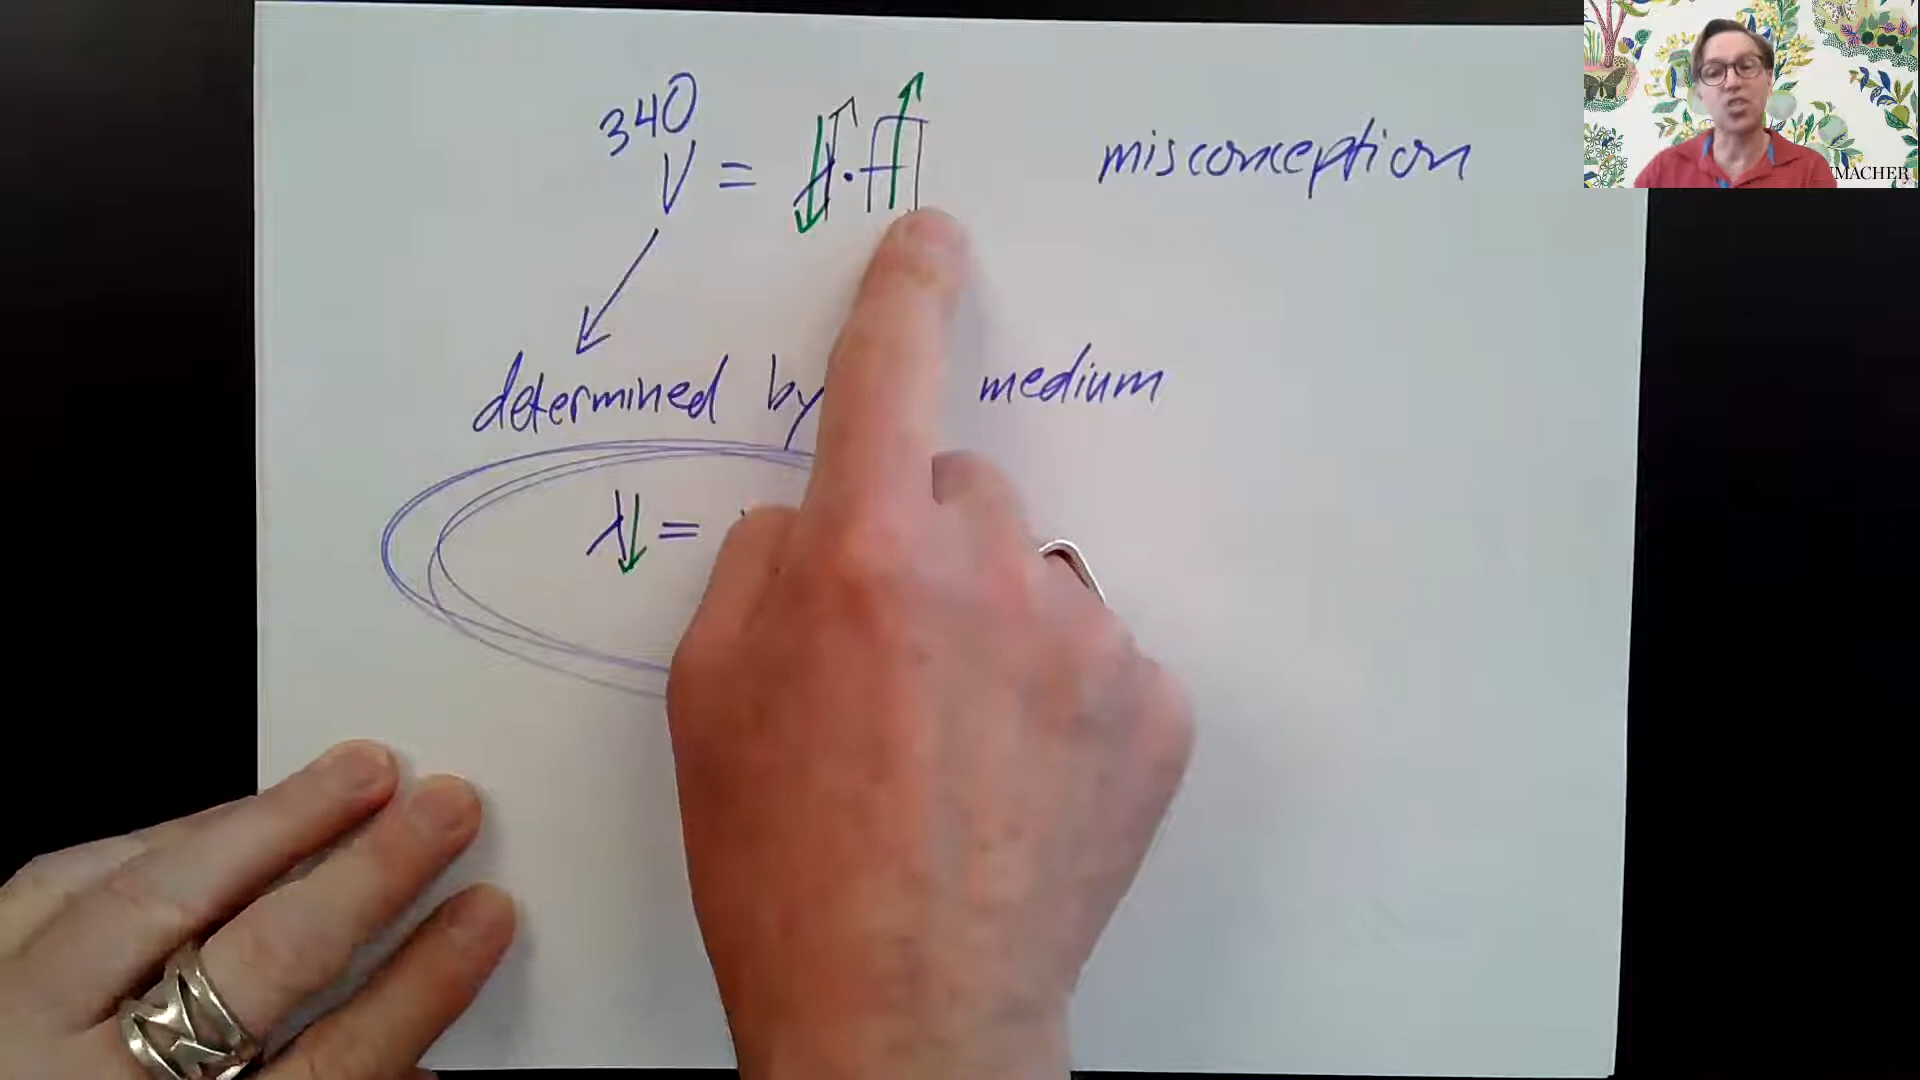 340
V = λ · f
misconception
MACHER
determined by medium
λ =